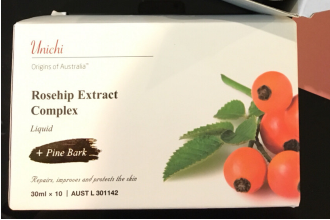 Unichi
Origins of Australia™
Rosehip Extract
Complex
Liquid
+ Pine Bark
Repairs, improves and protects the skin
30ml × 10 | AUST L 301142